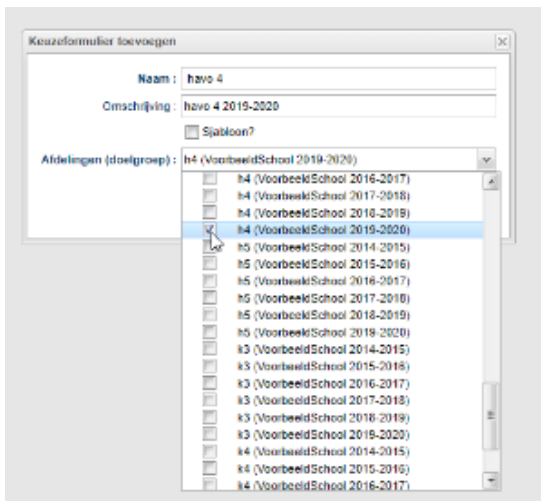 Keuzeformulier toevoegen
Naam : havo 4
Omschrijving : havo 4 2019-2020
Sjabloon?
Afdelingen (doelgroep) : h4 (VoorbeeldSchool 2019-2020)
h4 (VoorbeeldSchool 2016-2017)
h4 (VoorbeeldSchool 2017-2018)
h4 (VoorbeeldSchool 2018-2019)
h4 (VoorbeeldSchool 2019-2020)
h5 (VoorbeeldSchool 2014-2015)
h5 (VoorbeeldSchool 2015-2016)
h5 (VoorbeeldSchool 2016-2017)
h5 (VoorbeeldSchool 2017-2018)
h5 (VoorbeeldSchool 2018-2019)
h5 (VoorbeeldSchool 2019-2020)
k3 (VoorbeeldSchool 2014-2015)
k3 (VoorbeeldSchool 2015-2016)
k3 (VoorbeeldSchool 2016-2017)
k3 (VoorbeeldSchool 2017-2018)
k3 (VoorbeeldSchool 2018-2019)
k3 (VoorbeeldSchool 2019-2020)
k4 (VoorbeeldSchool 2014-2015)
k4 (VoorbeeldSchool 2015-2016)
k4 (VoorbeeldSchool 2016-2017)